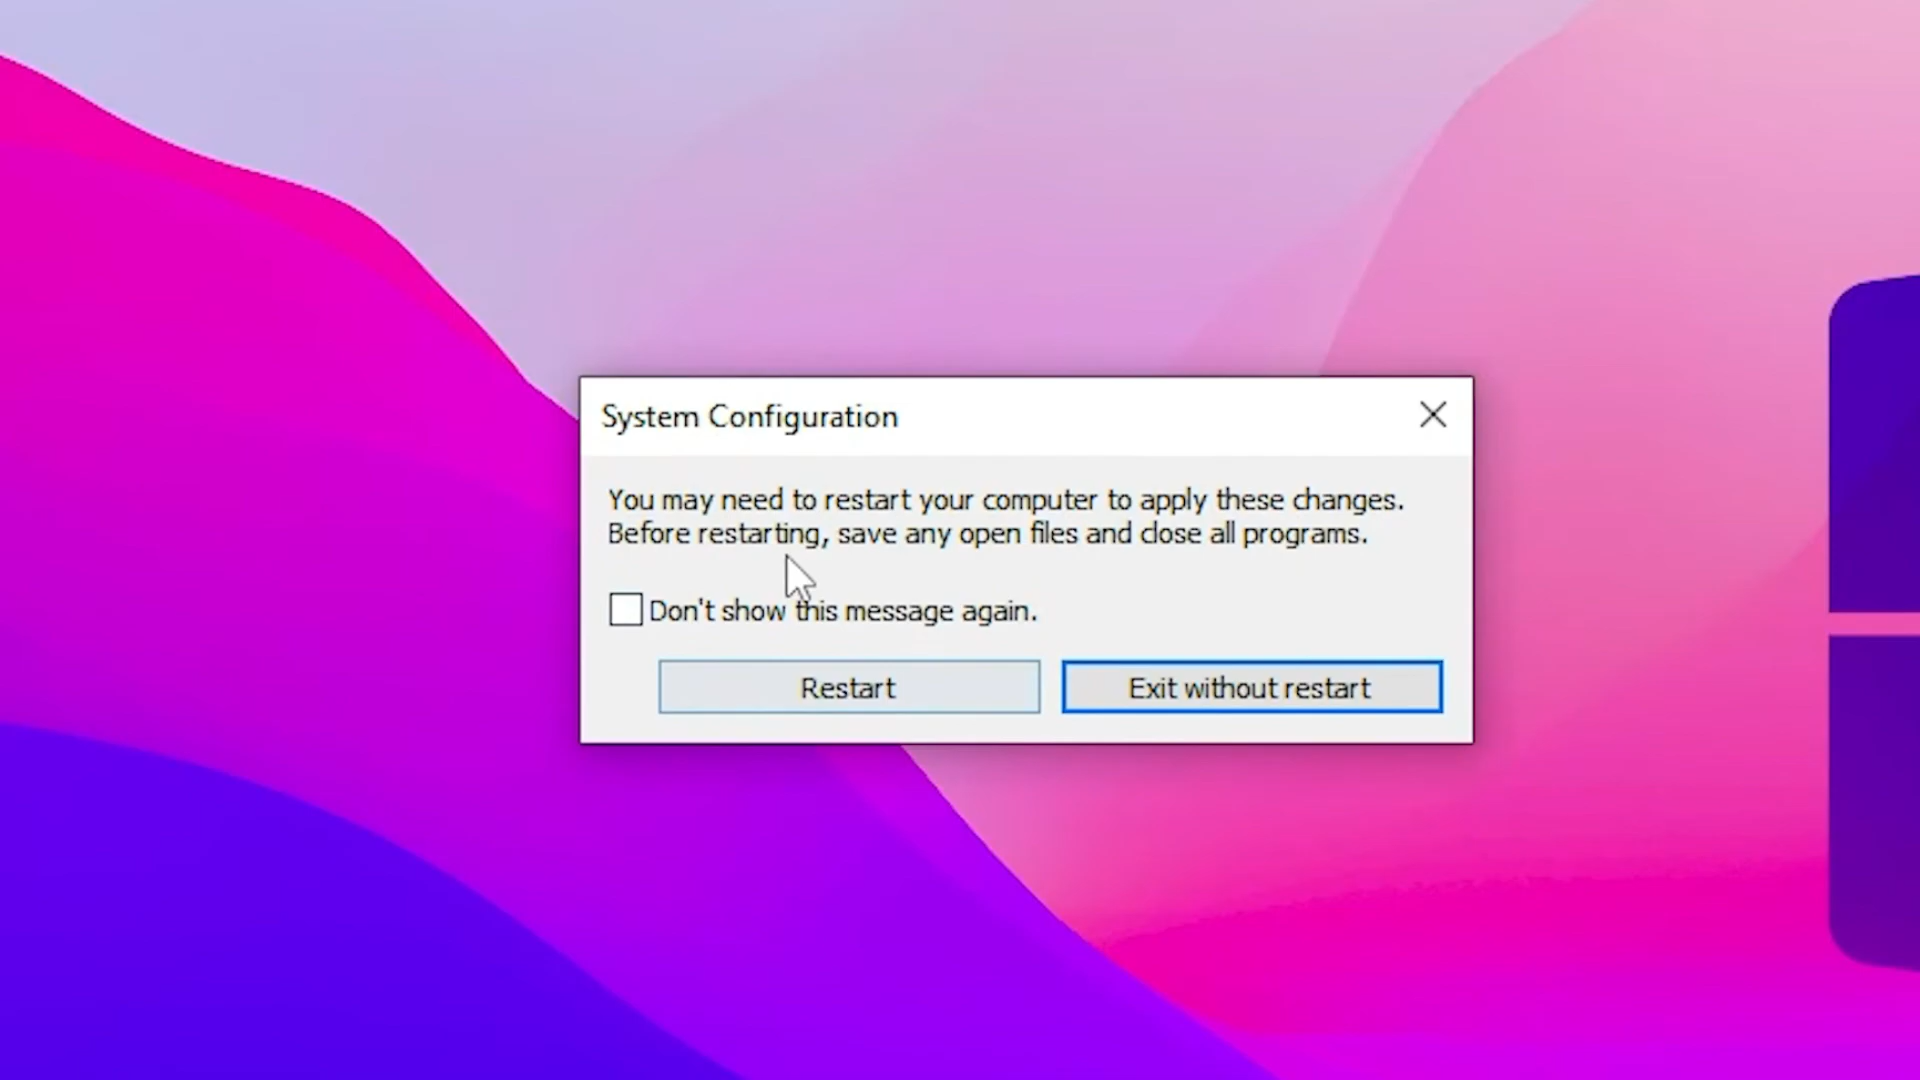 System Configuration
You may need to restart your computer to apply these changes.
Before restarting, save any open files and close all programs.
Don't show this message again.
Restart
Exit without restart